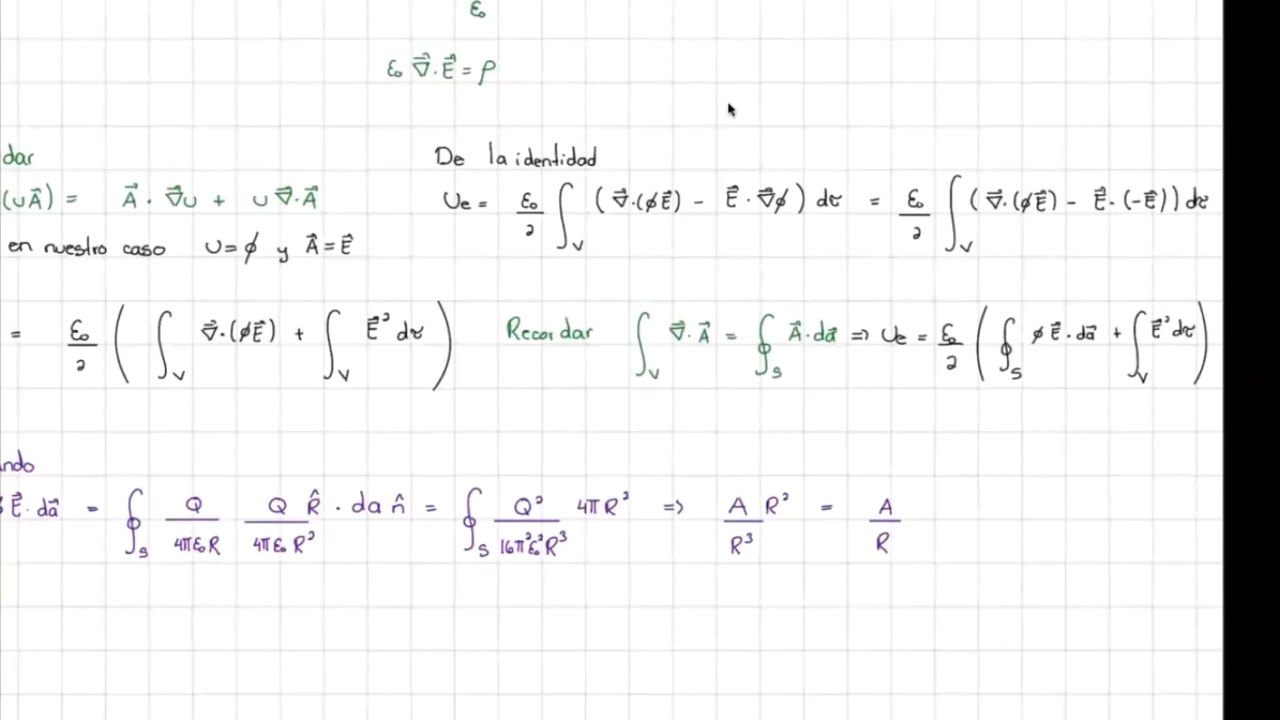 ε₀
ε₀ ∇⃗·E⃗ = ρ
dar
(uA⃗) = A⃗ · ∇⃗u + u ∇⃗·A⃗
en nuestro caso u=ϕ y A⃗=E⃗
De la identidad
Ue = ε₀/2 ∫_V (∇⃗·(ϕE⃗) - E⃗·∇⃗ϕ) dτ = ε₀/2 ∫_V (∇⃗·(ϕE⃗) - E⃗·(-E⃗)) dτ
= ε₀/2 ( ∫_V ∇⃗·(ϕE⃗) + ∫_V E⃗² dτ ) Recordar ∫_V ∇⃗·A⃗ = ∮_S A⃗·da⃗ => Ue = ε₀/2 ( ∮_S ϕE⃗·da⃗ + ∫_V E⃗² dτ )
ndo
E⃗·da⃗ = ∮_S Q/4πε₀R Q/4πε₀R² R̂ · da n̂ = ∮_S Q²/16π²ε₀²R³ 4πR² => A/R³ R² = A/R